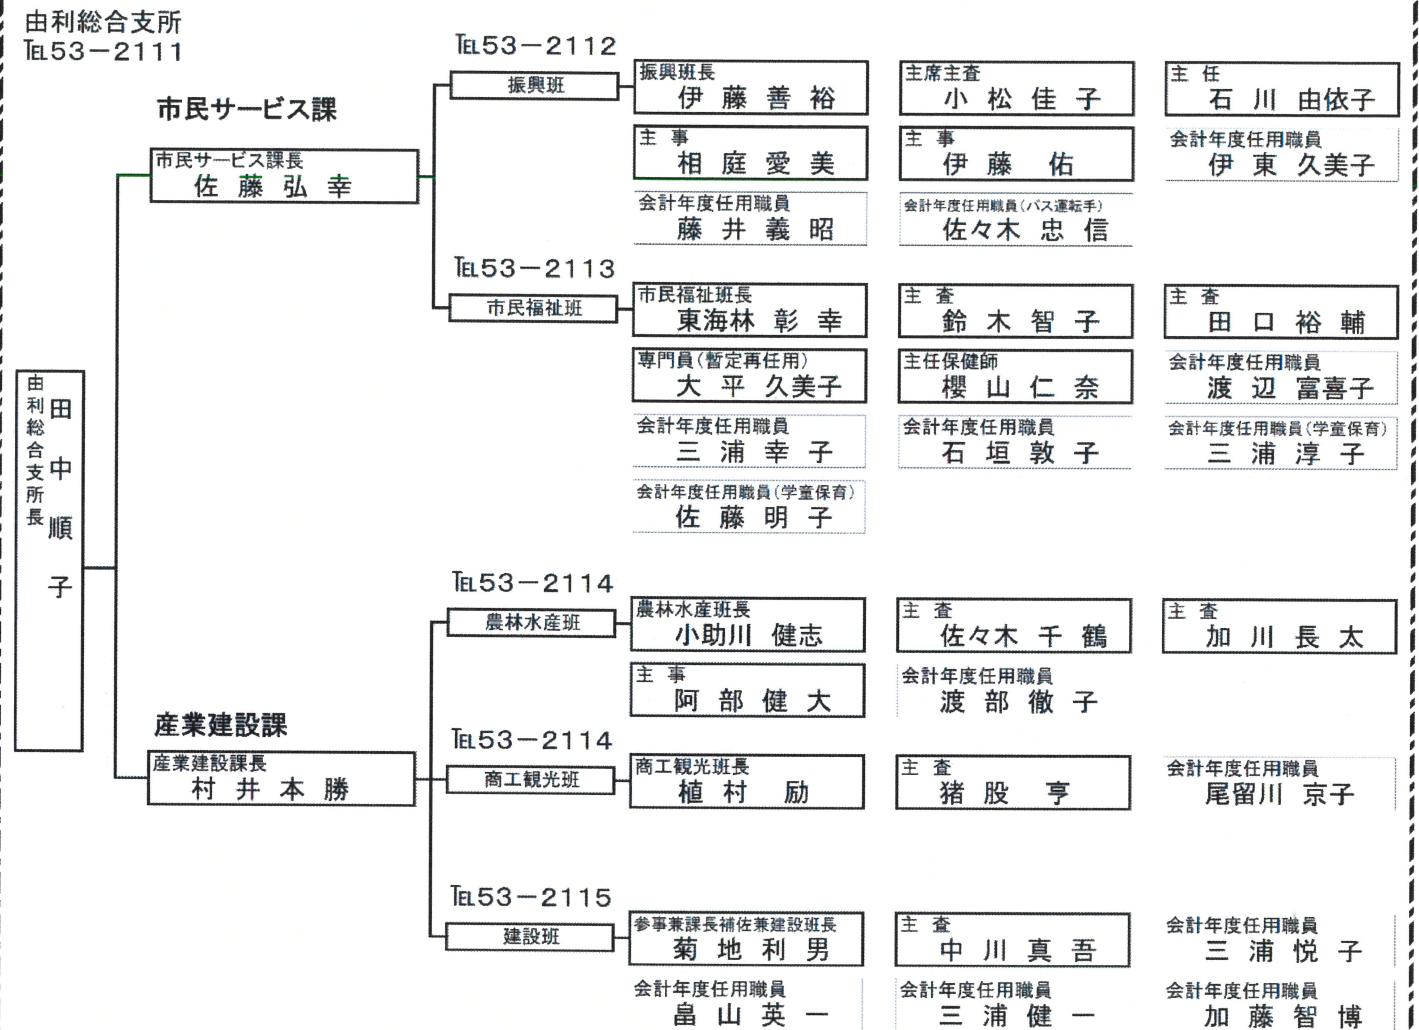 由利総合支所
℡53－2111
市民サービス課
市民サービス課長
佐藤弘幸
℡53－2112
振興班
振興班長
伊藤善裕
主席主査
小松佳子
主任
石川由依子
主事
相庭愛美
主事
伊藤佑
会計年度任用職員
伊東久美子
会計年度任用職員
藤井義昭
会計年度任用職員(バス運転手)
佐々木忠信
℡53－2113
市民福祉班
市民福祉班長
東海林彰幸
主査
鈴木智子
主査
田口裕輔
専門員(暫定再任用)
大平久美子
主任保健師
櫻山仁奈
会計年度任用職員
渡辺富喜子
会計年度任用職員
三浦幸子
会計年度任用職員
石垣敦子
会計年度任用職員(学童保育)
三浦淳子
会計年度任用職員(学童保育)
佐藤明子
由利総合支所長
田中順子
産業建設課
産業建設課長
村井本勝
℡53－2114
農林水産班
農林水産班長
小助川健志
主査
佐々木千鶴
主査
加川長太
主事
阿部健大
会計年度任用職員
渡部徹子
℡53－2114
商工観光班
商工観光班長
植村励
主査
猪股亨
会計年度任用職員
尾留川京子
℡53－2115
建設班
参事兼課長補佐兼建設班長
菊地利男
主査
中川真吾
会計年度任用職員
三浦悦子
会計年度任用職員
畠山英一
会計年度任用職員
三浦健一
会計年度任用職員
加藤智博